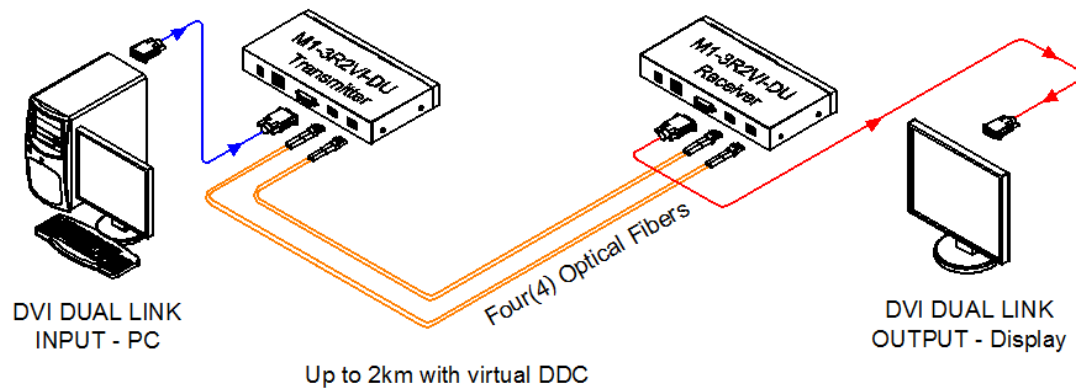 M1-3R2VI-DU
Transmitter
M1-3R2VI-DU
Receiver
Four(4) Optical Fibers
DVI DUAL LINK
INPUT - PC
DVI DUAL LINK
OUTPUT - Display
Up to 2km with virtual DDC